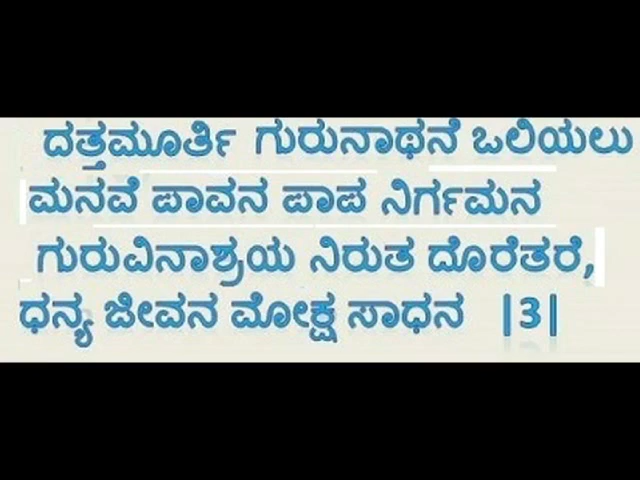 ದತ್ತಮೂರ್ತಿ ಗುರುನಾಥನೆ ಒಲಿಯಲು
ಮನವೆ ಪಾವನ ಪಾಪ ನಿರ್ಗಮನ
ಗುರುವಿನಾಶ್ರಯ ನಿರುತ ದೊರೆತರೆ,
ಧನ್ಯ ಜೀವನ ಮೋಕ್ಷ ಸಾಧನ |3|